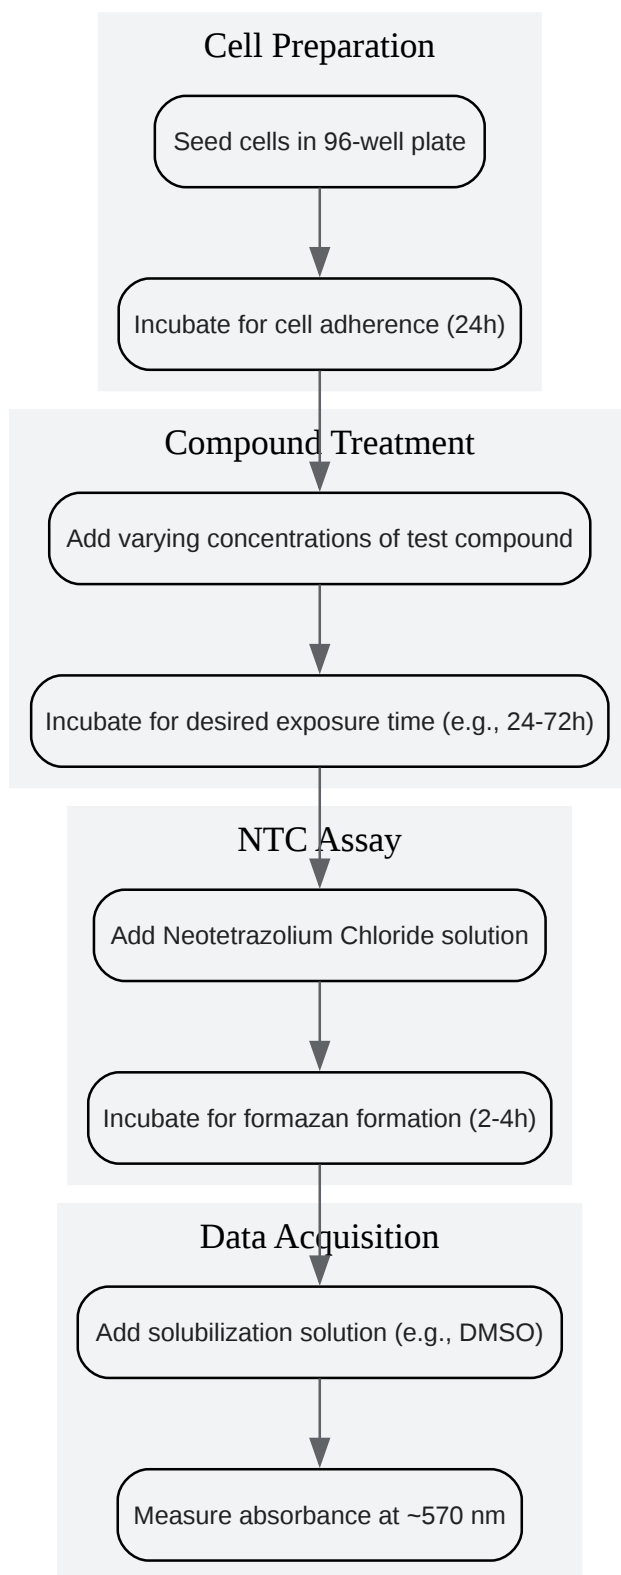 Cell Preparation
Seed cells in 96-well plate
Incubate for cell adherence (24h)
Compound Treatment
Add varying concentrations of test compound
Incubate for desired exposure time (e.g., 24-72h)
NTC Assay
Add Neotetrazolium Chloride solution
Incubate for formazan formation (2-4h)
Data Acquisition
Add solubilization solution (e.g., DMSO)
Measure absorbance at ~570 nm